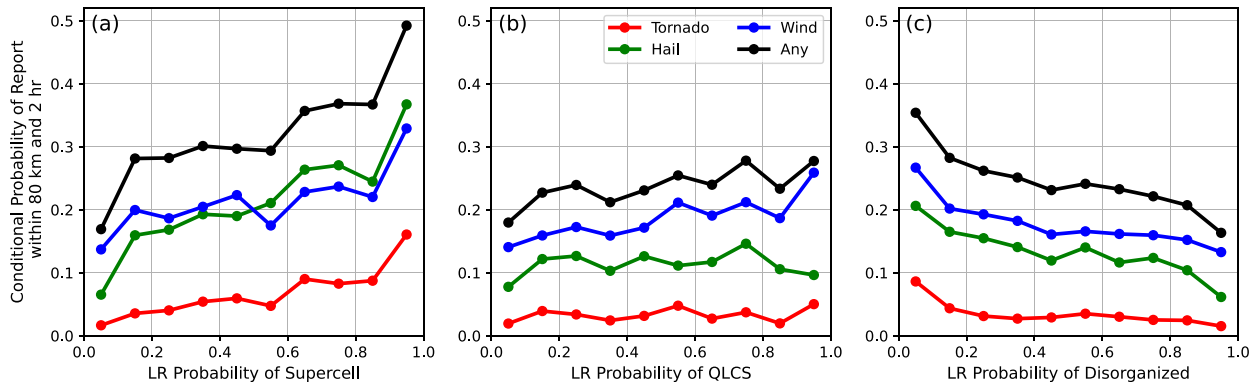 Conditional Probability of Report
within 80 km and 2 hr
(a)
0.5
0.4
0.3
0.2
0.1
0.0
0.0 0.2 0.4 0.6 0.8 1.0
LR Probability of Supercell
(b)
Tornado Wind
Hail Any
0.5
0.4
0.3
0.2
0.1
0.0
0.0 0.2 0.4 0.6 0.8 1.0
LR Probability of QLCS
(c)
0.5
0.4
0.3
0.2
0.1
0.0
0.0 0.2 0.4 0.6 0.8 1.0
LR Probability of Disorganized